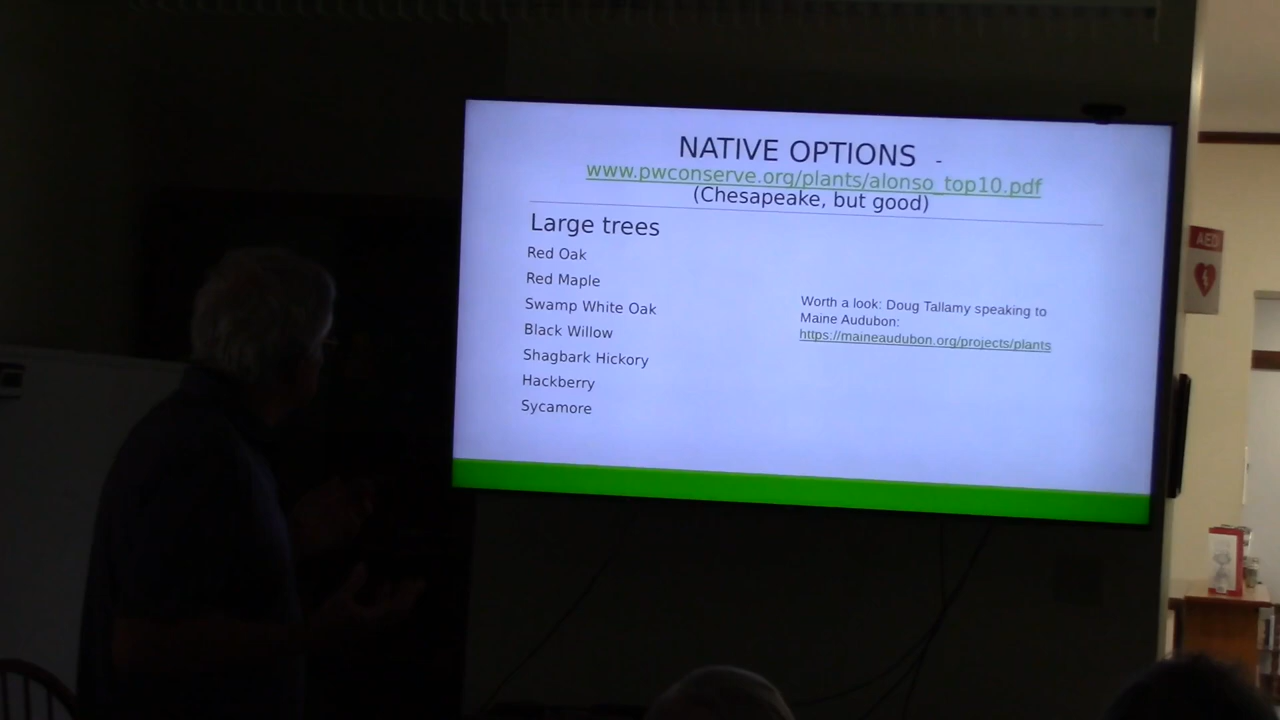 NATIVE OPTIONS -
www.pwconserve.org/plants/alonso_top10.pdf
(Chesapeake, but good)
Large trees
Red Oak
Red Maple
Swamp White Oak
Black Willow
Shagbark Hickory
Hackberry
Sycamore
Worth a look: Doug Tallamy speaking to
Maine Audubon:
https://maineaudubon.org/projects/plants
AED